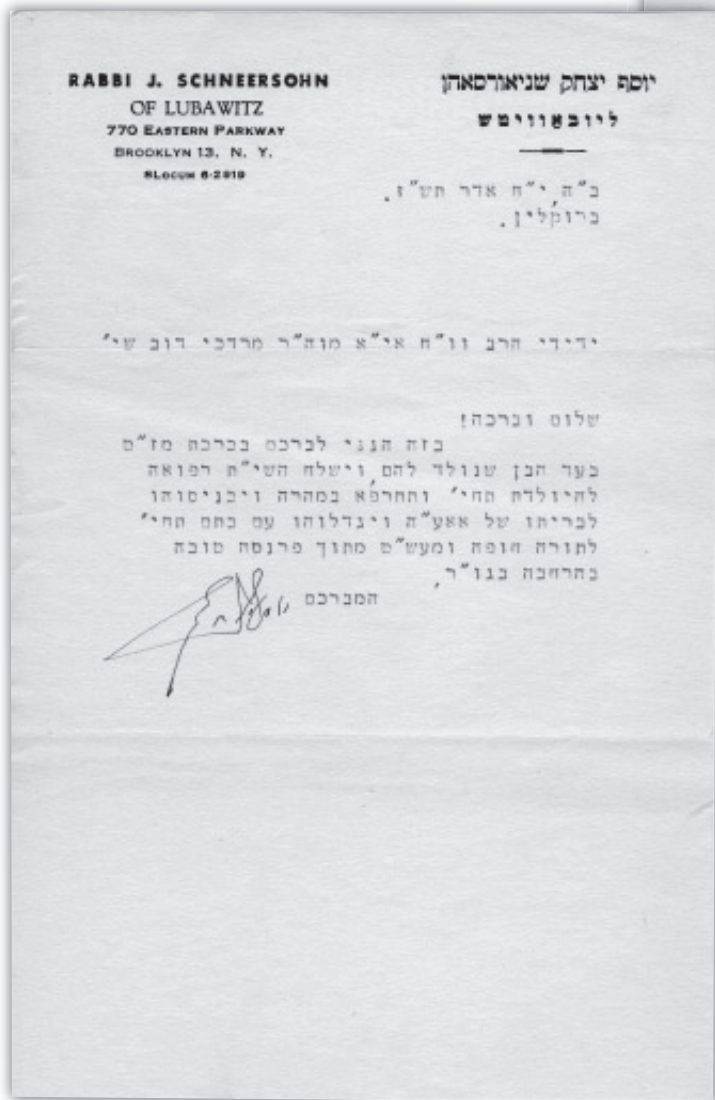 RABBI J. SCHNEERSOHN
OF LUBAWITZ
770 EASTERN PARKWAY
BROOKLYN 13, N. Y.
SLOCUM 6-2919
יוסף יצחק שניאורסאהן
ליובאוויטש
ב"ה, י"ח אדר תש"ז.
ברוקלין.
ידידי הרב וו"ח אי"א מוה"ר מרדכי דוב שי'
שלום וברכה!
בזה הנני לברכם בברכת מז"ט
בעד הבן שנולד להם, וישלח השי"ת רפואה
להיולדת תחי' ותתרפא במהרה ויכניסוהו
לבריתו של אאע"ה ויגדלוהו עם כתם תחי'
לתורה חופה ומעש"ט מתוך פרנסה טובה
בהרחבה בגו"ר,
המברכם